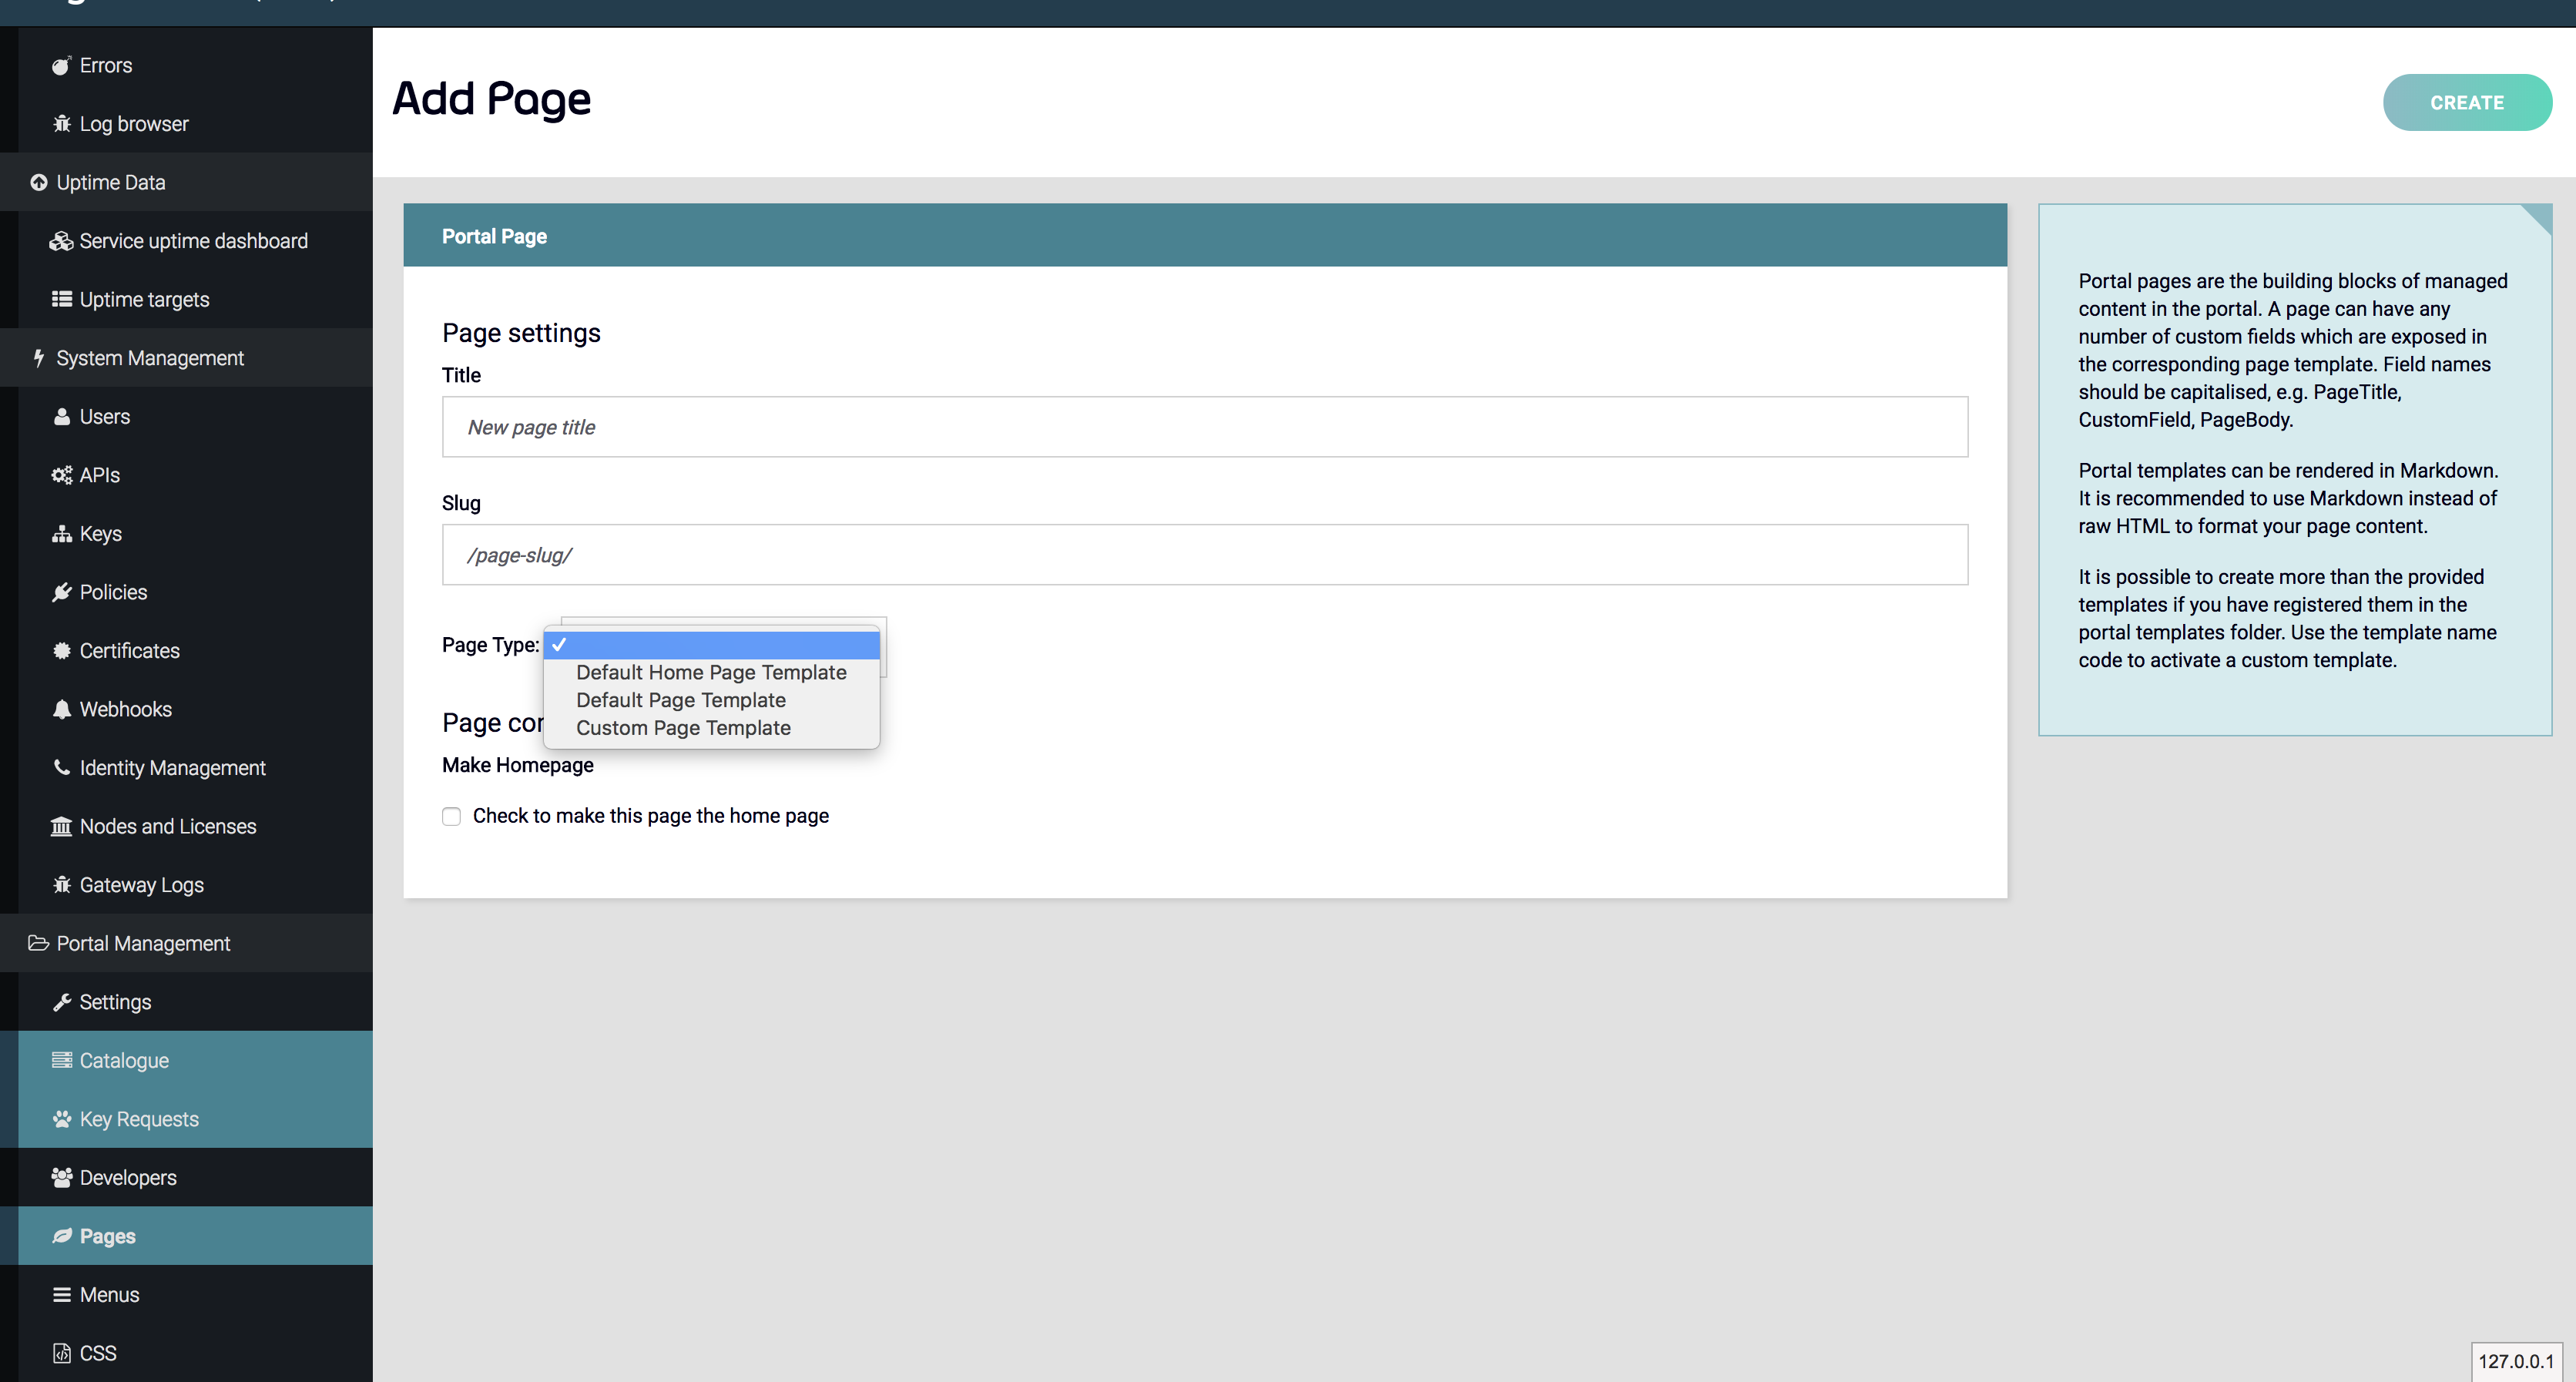 Errors
Log browser
Uptime Data
Service uptime dashboard
Uptime targets
System Management
Users
APIs
Keys
Policies
Certificates
Webhooks
Identity Management
Nodes and Licenses
Gateway Logs
Portal Management
Settings
Catalogue
Key Requests
Developers
Pages
Menus
CSS
Add Page
CREATE
Portal Page
Page settings
Title
New page title
Slug
/page-slug/
Page Type:
Default Home Page Template
Default Page Template
Custom Page Template
Page
Make Homepage
Check to make this page the home page
Portal pages are the building blocks of managed
content in the portal. A page can have any
number of custom fields which are exposed in
the corresponding page template. Field names
should be capitalised, e.g. PageTitle,
CustomField, PageBody.
Portal templates can be rendered in Markdown.
It is recommended to use Markdown instead of
raw HTML to format your page content.
It is possible to create more than the provided
templates if you have registered them in the
portal templates folder. Use the template name
code to activate a custom template.
127.0.0.1